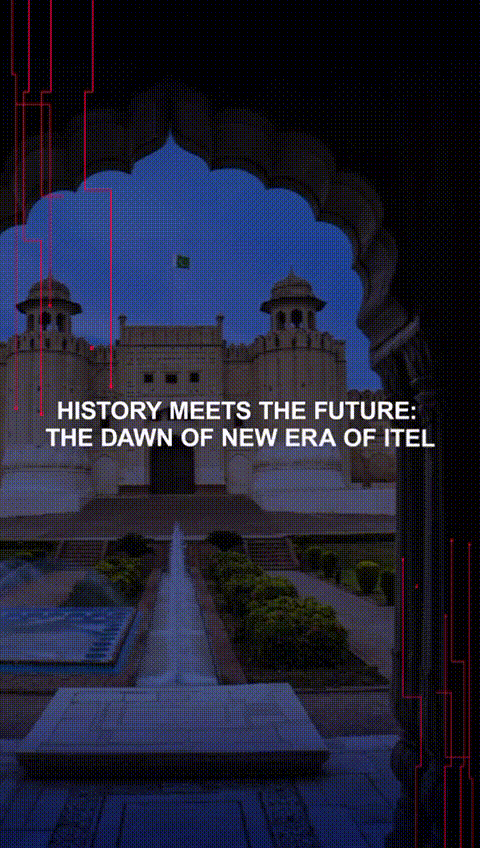 HISTORY MEETS THE FUTURE:
THE DAWN OF NEW ERA OF ITEL